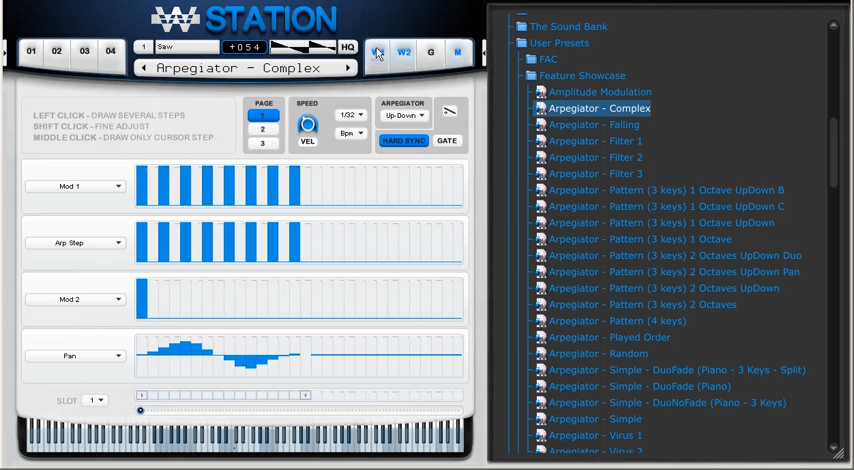 STATION
01 02 03 04
1 Saw +054 HQ
W2 G M
Arpegiator - Complex
LEFT CLICK - DRAW SEVERAL STEPS
SHIFT CLICK - FINE ADJUST
MIDDLE CLICK - DRAW ONLY CURSOR STEP
PAGE
1
2
3
SPEED
VEL
1/32
Bpm
ARPEGIATOR
Up-Down
HARD SYNC
GATE
Mod 1
Arp Step
Mod 2
Pan
SLOT 1
The Sound Bank
User Presets
FAC
Feature Showcase
Amplitude Modulation
Arpegiator - Complex
Arpegiator - Falling
Arpegiator - Filter 1
Arpegiator - Filter 2
Arpegiator - Filter 3
Arpegiator - Pattern (3 keys) 1 Octave UpDown B
Arpegiator - Pattern (3 keys) 1 Octave UpDown C
Arpegiator - Pattern (3 keys) 1 Octave UpDown
Arpegiator - Pattern (3 keys) 1 Octave
Arpegiator - Pattern (3 keys) 2 Octaves UpDown Duo
Arpegiator - Pattern (3 keys) 2 Octaves UpDown Pan
Arpegiator - Pattern (3 keys) 2 Octaves UpDown
Arpegiator - Pattern (3 keys) 2 Octaves
Arpegiator - Pattern (4 keys)
Arpegiator - Played Order
Arpegiator - Random
Arpegiator - Simple - DuoFade (Piano - 3 Keys - Split)
Arpegiator - Simple - DuoFade (Piano)
Arpegiator - Simple - DuoNoFade (Piano - 3 Keys)
Arpegiator - Simple
Arpegiator - Virus 1
Arpegiator - Virus 2